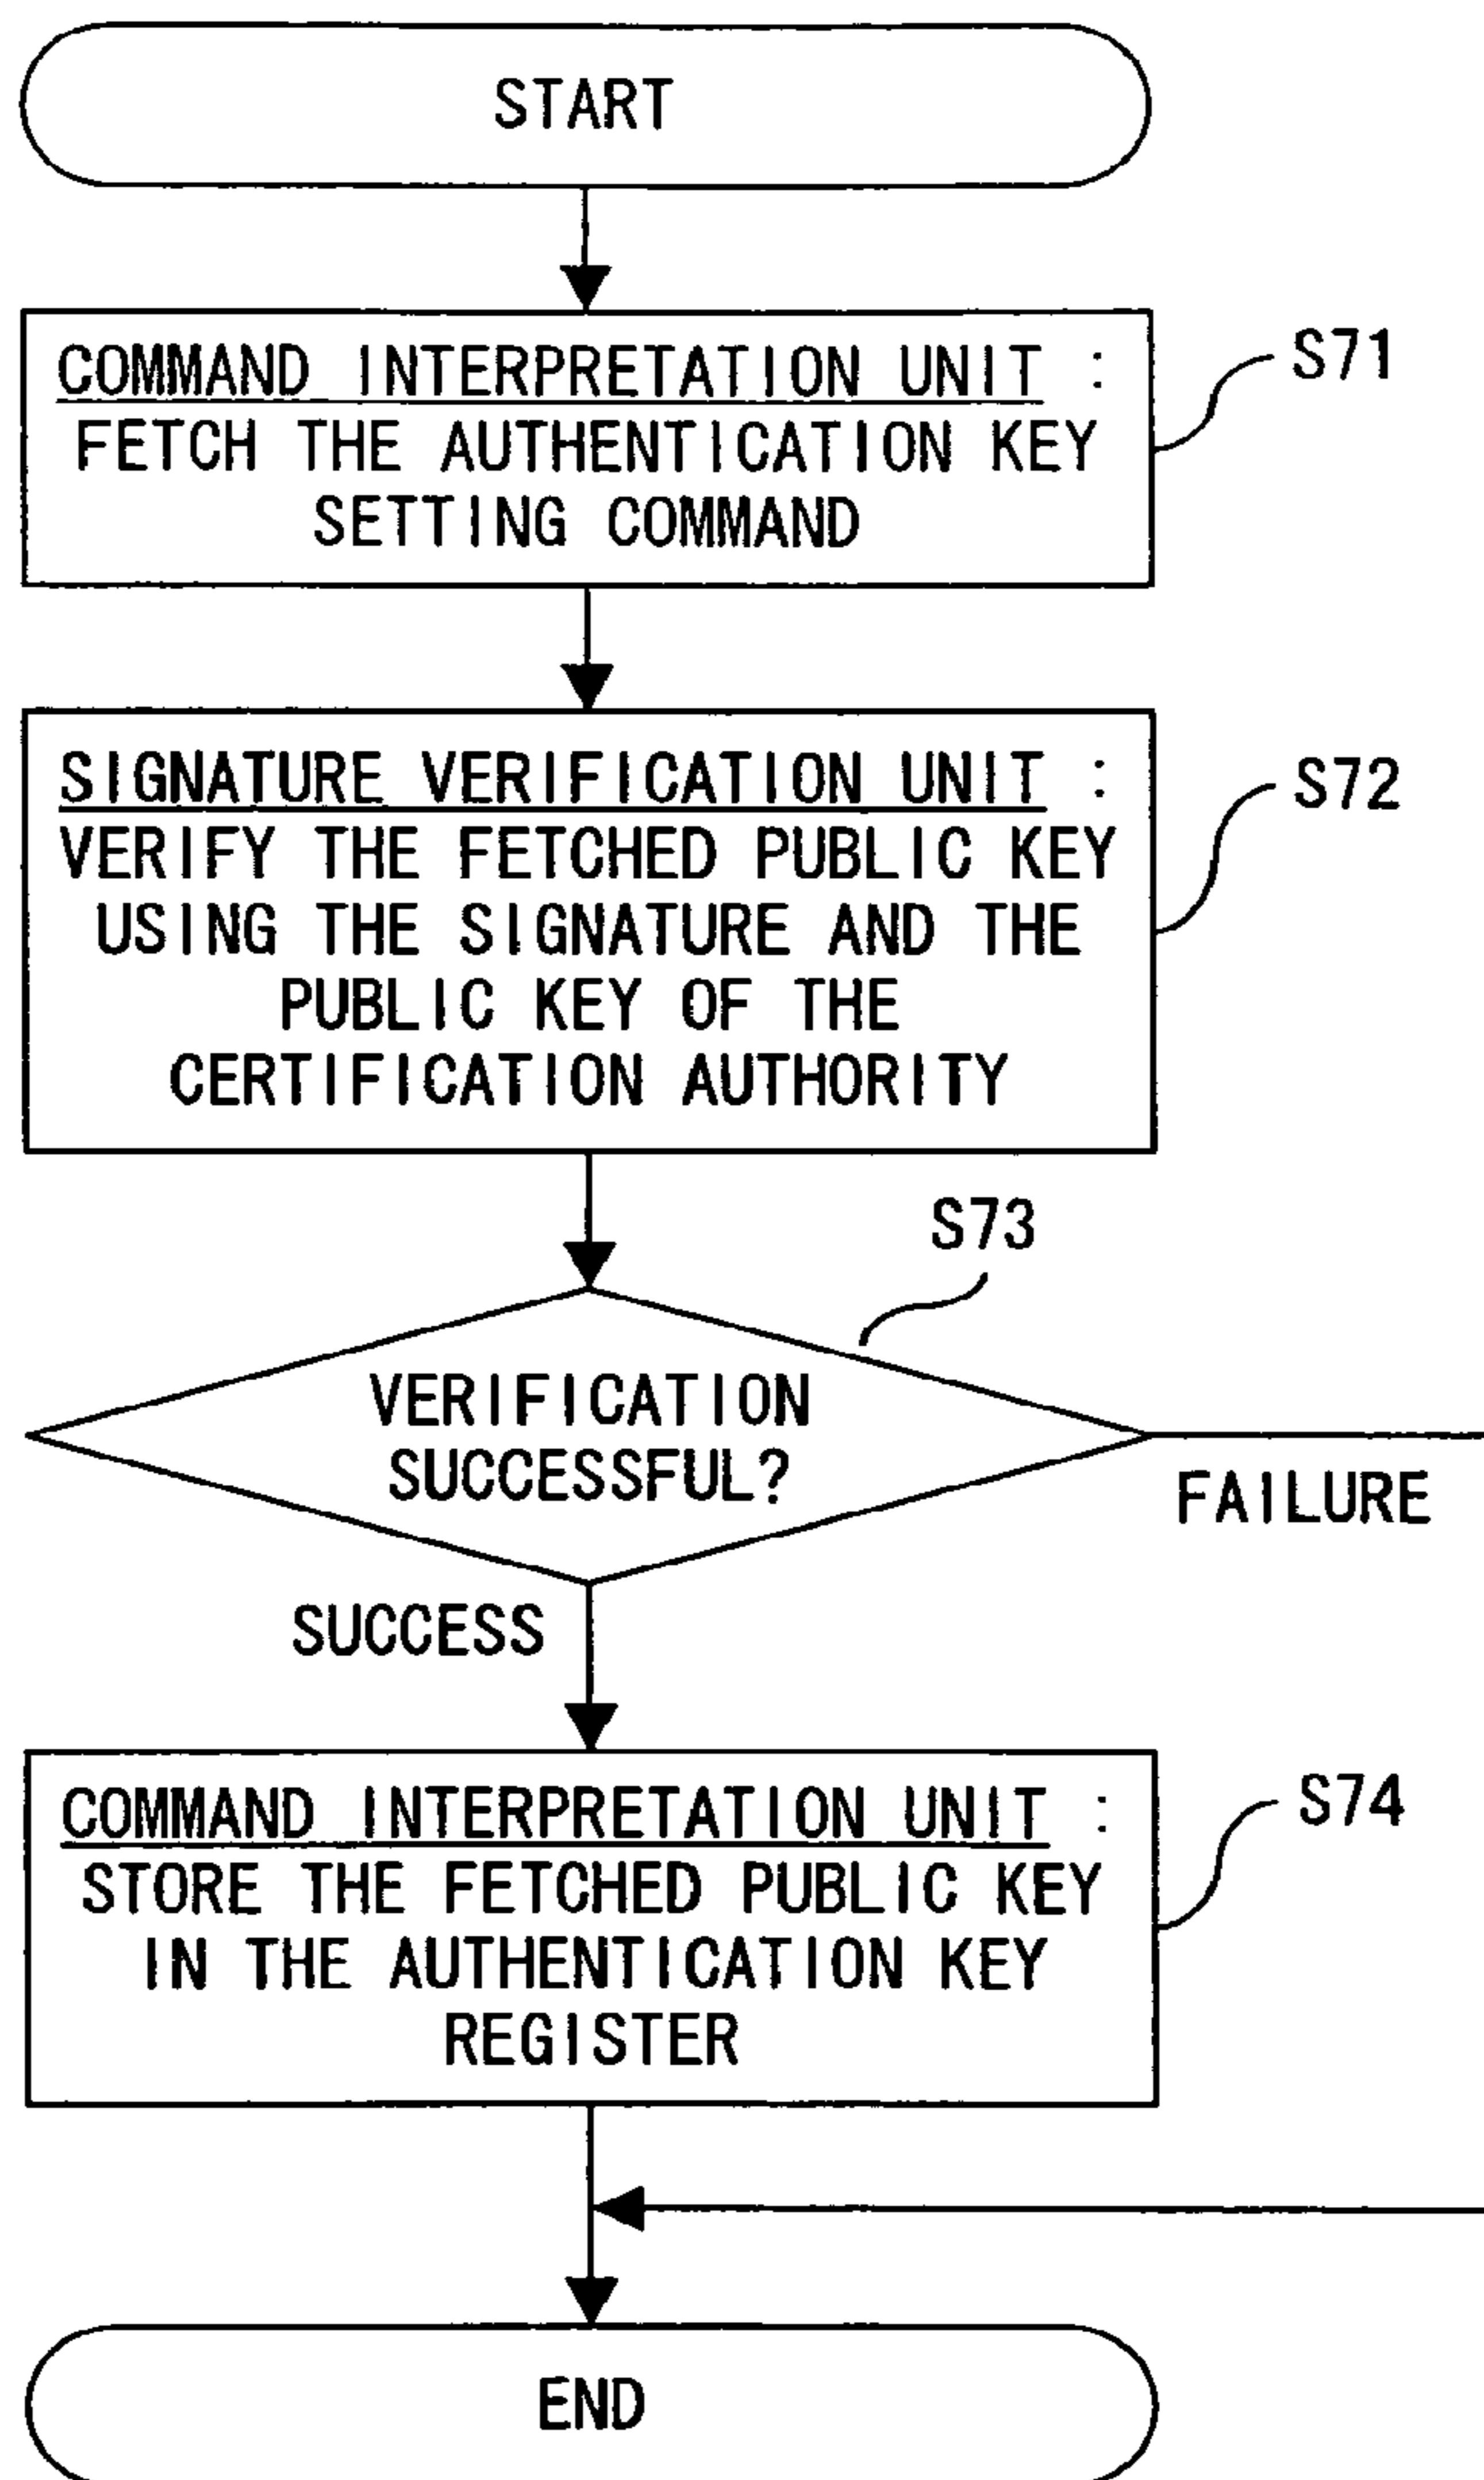 START
COMMAND INTERPRETATION UNIT :
FETCH THE AUTHENTICATION KEY
SETTING COMMAND
S71
SIGNATURE VERIFICATION UNIT :
VERIFY THE FETCHED PUBLIC KEY
USING THE SIGNATURE AND THE
PUBLIC KEY OF THE
CERTIFICATION AUTHORITY
S72
S73
VERIFICATION
SUCCESSFUL?
FAILURE
SUCCESS
COMMAND INTERPRETATION UNIT :
STORE THE FETCHED PUBLIC KEY
IN THE AUTHENTICATION KEY
REGISTER
S74
END